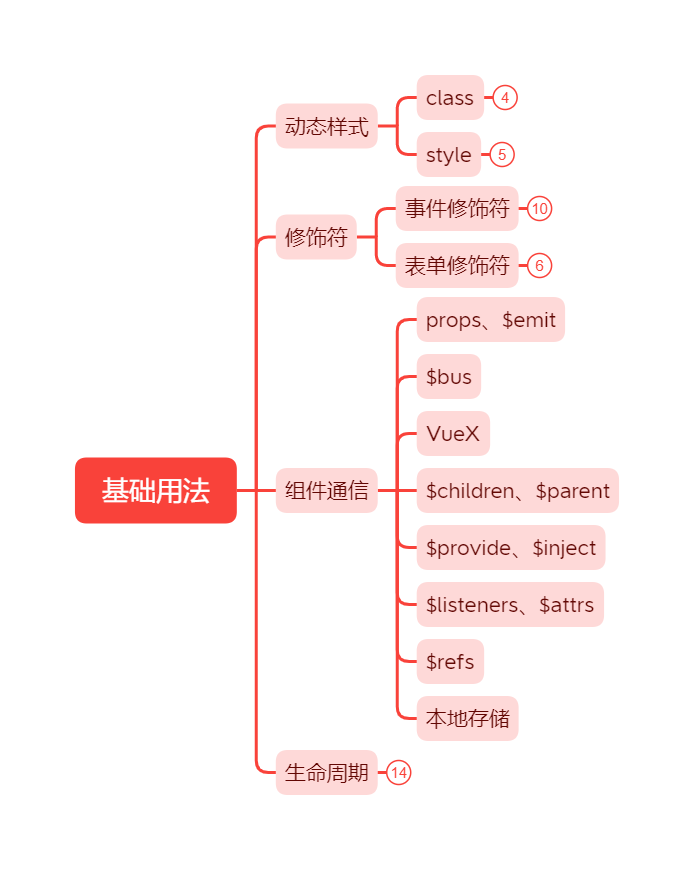 基础用法
动态样式
class
4
style
5
修饰符
事件修饰符
10
表单修饰符
6
组件通信
props、$emit
$bus
VueX
$children、$parent
$provide、$inject
$listeners、$attrs
$refs
本地存储
生命周期
14